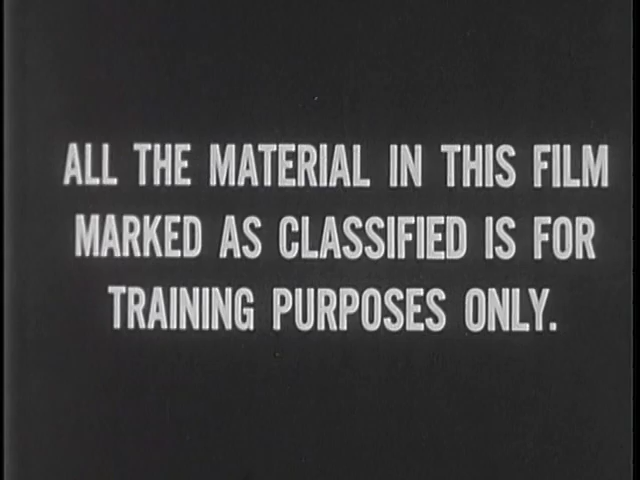 ALL THE MATERIAL IN THIS FILM
MARKED AS CLASSIFIED IS FOR
TRAINING PURPOSES ONLY.